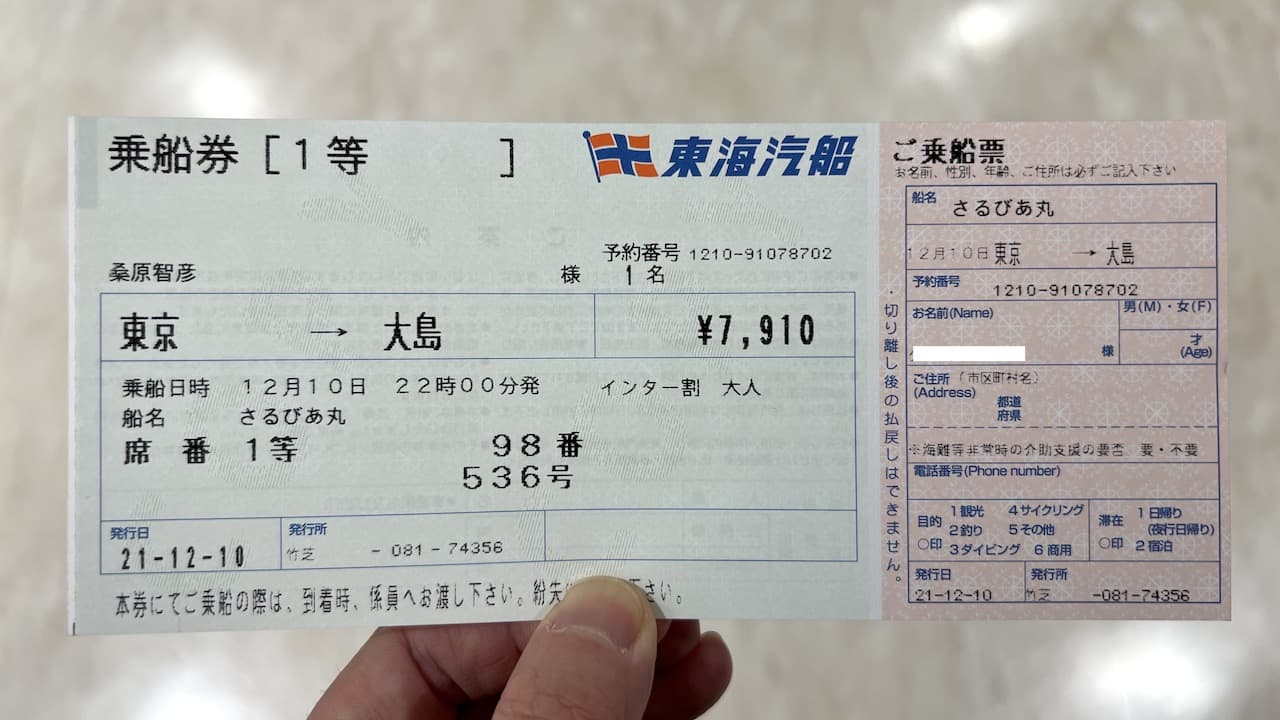 乗船券［1等　　　　］
東海汽船
予約番号 1210-91078702
桑原智彦 様 1名
東京 → 大島 ¥7,910
乗船日時 12月10日 22時00分発 インター割 大人
船名 さるびあ丸
席番 1等 98番
536号
発行日 発行所
21-12-10 竹芝 -081-74356
本券にてご乗船の際は、到着時、係員へお渡し下さい。紛失 さい。
・切り離し後の払戻しはできません。
ご乗船票
お名前、性別、年齢、ご住所は必ずご記入下さい
船名 さるびあ丸
12月10日 東京 → 大島
予約番号
1210-91078702
お名前(Name) 男(M)・女(F)
様 才(Age)
ご住所（市区町村名）
(Address) 都道
府県
※海難等非常時の介助支援の要否 要・不要
電話番号(Phone number)
目的 ○印 1観光 4サイクリング
2釣り 5その他
3ダイビング 6商用
滞在 ○印 1日帰り
(夜行日帰り)
2宿泊
発行日 発行所
21-12-10 竹芝 -081-74356